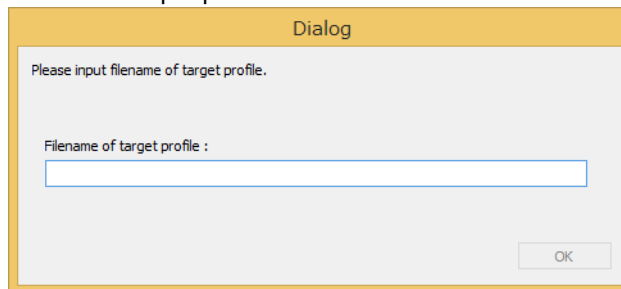 Dialog
Please input filename of target profile.
Filename of target profile :
OK